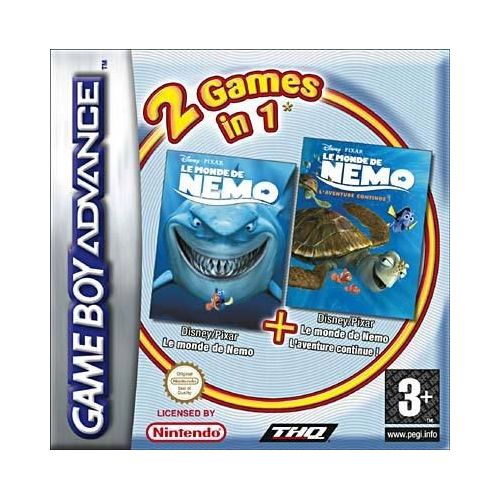 GAME BOY ADVANCE
TM
2 Games
in 1*
Disney · PIXAR
LE MONDE DE
NEMO
Disney · PIXAR
LE MONDE DE
NEMO
L'AVENTURE CONTINUE !
Disney/Pixar
Le monde de Nemo
+
Disney/Pixar
Le monde de Nemo
L'aventure continue !
Original
Nintendo
Seal of
Quality
LICENSED BY
Nintendo
THQ
3+
TM
www.pegi.info